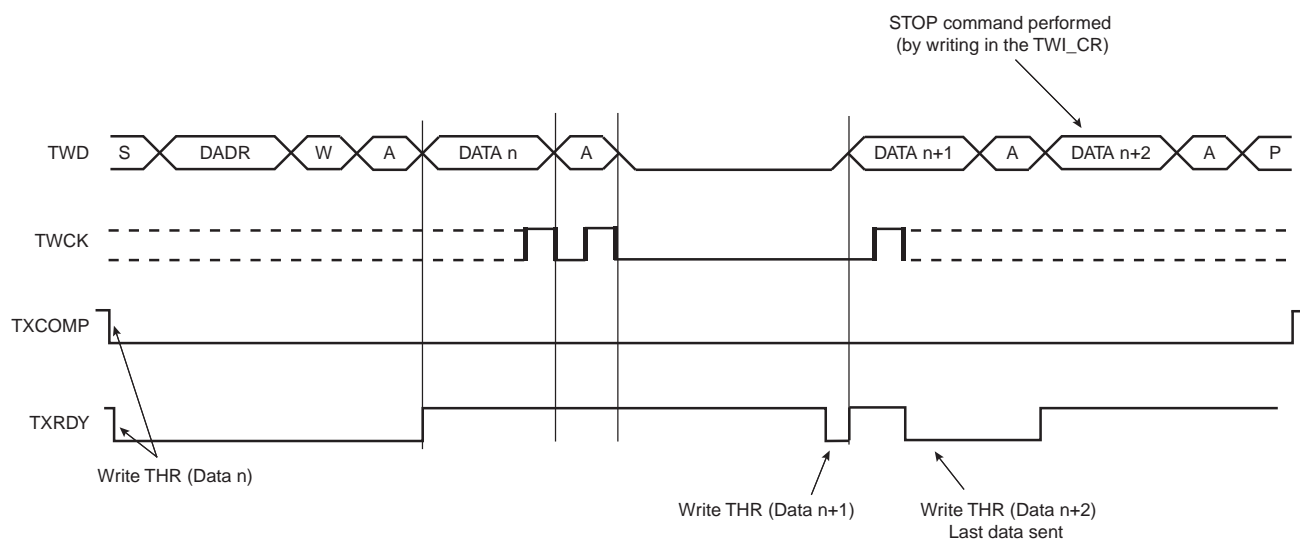 STOP command performed
(by writing in the TWI_CR)
TWD S DADR W A DATA n A DATA n+1 A DATA n+2 A P
TWCK
TXCOMP
TXRDY
Write THR (Data n)
Write THR (Data n+1) Write THR (Data n+2)
Last data sent